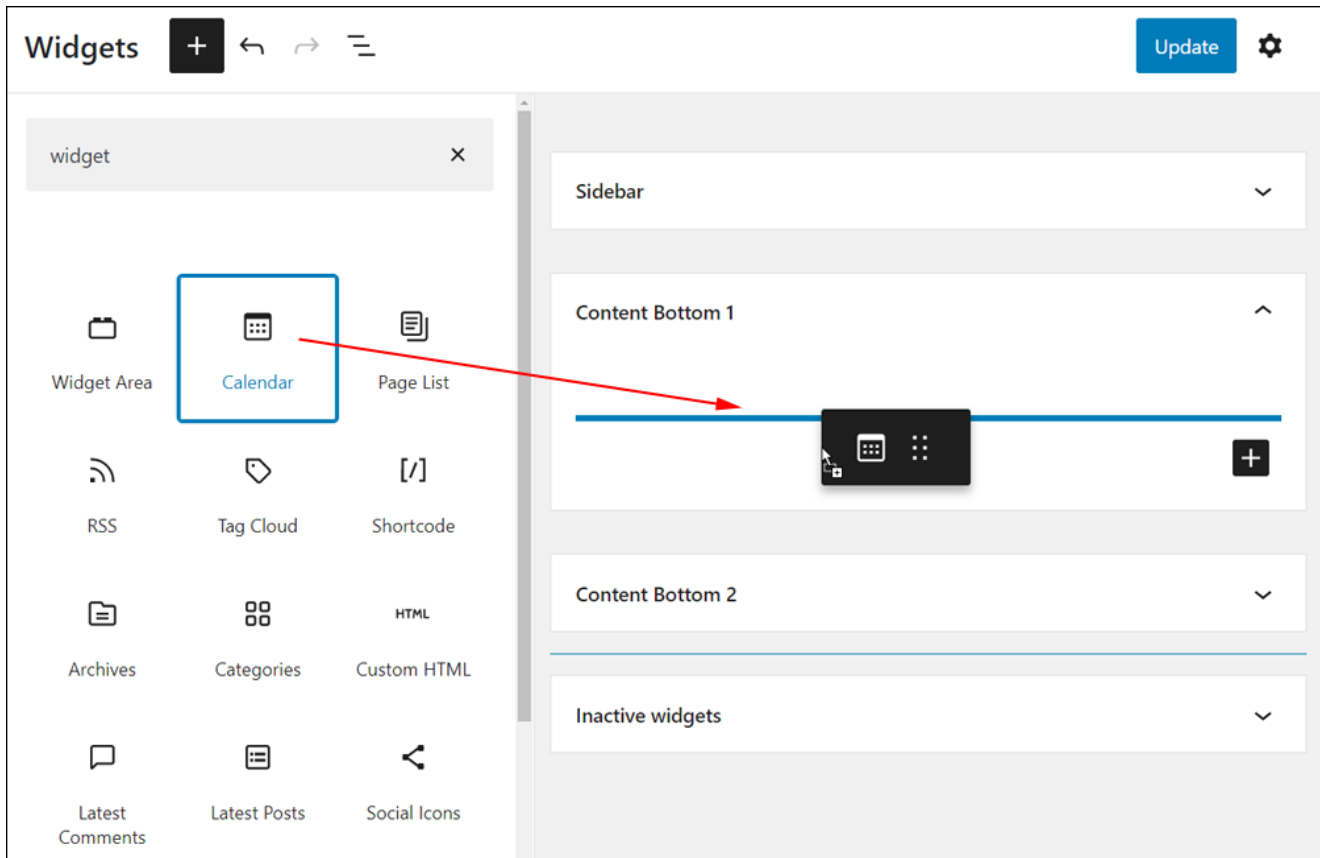 Widgets
Update
widget
Sidebar
Content Bottom 1
Widget Area
Calendar
Page List
RSS
Tag Cloud
[/]
Shortcode
Archives
Categories
HTML
Custom HTML
Content Bottom 2
Inactive widgets
Latest
Comments
Latest Posts
Social Icons